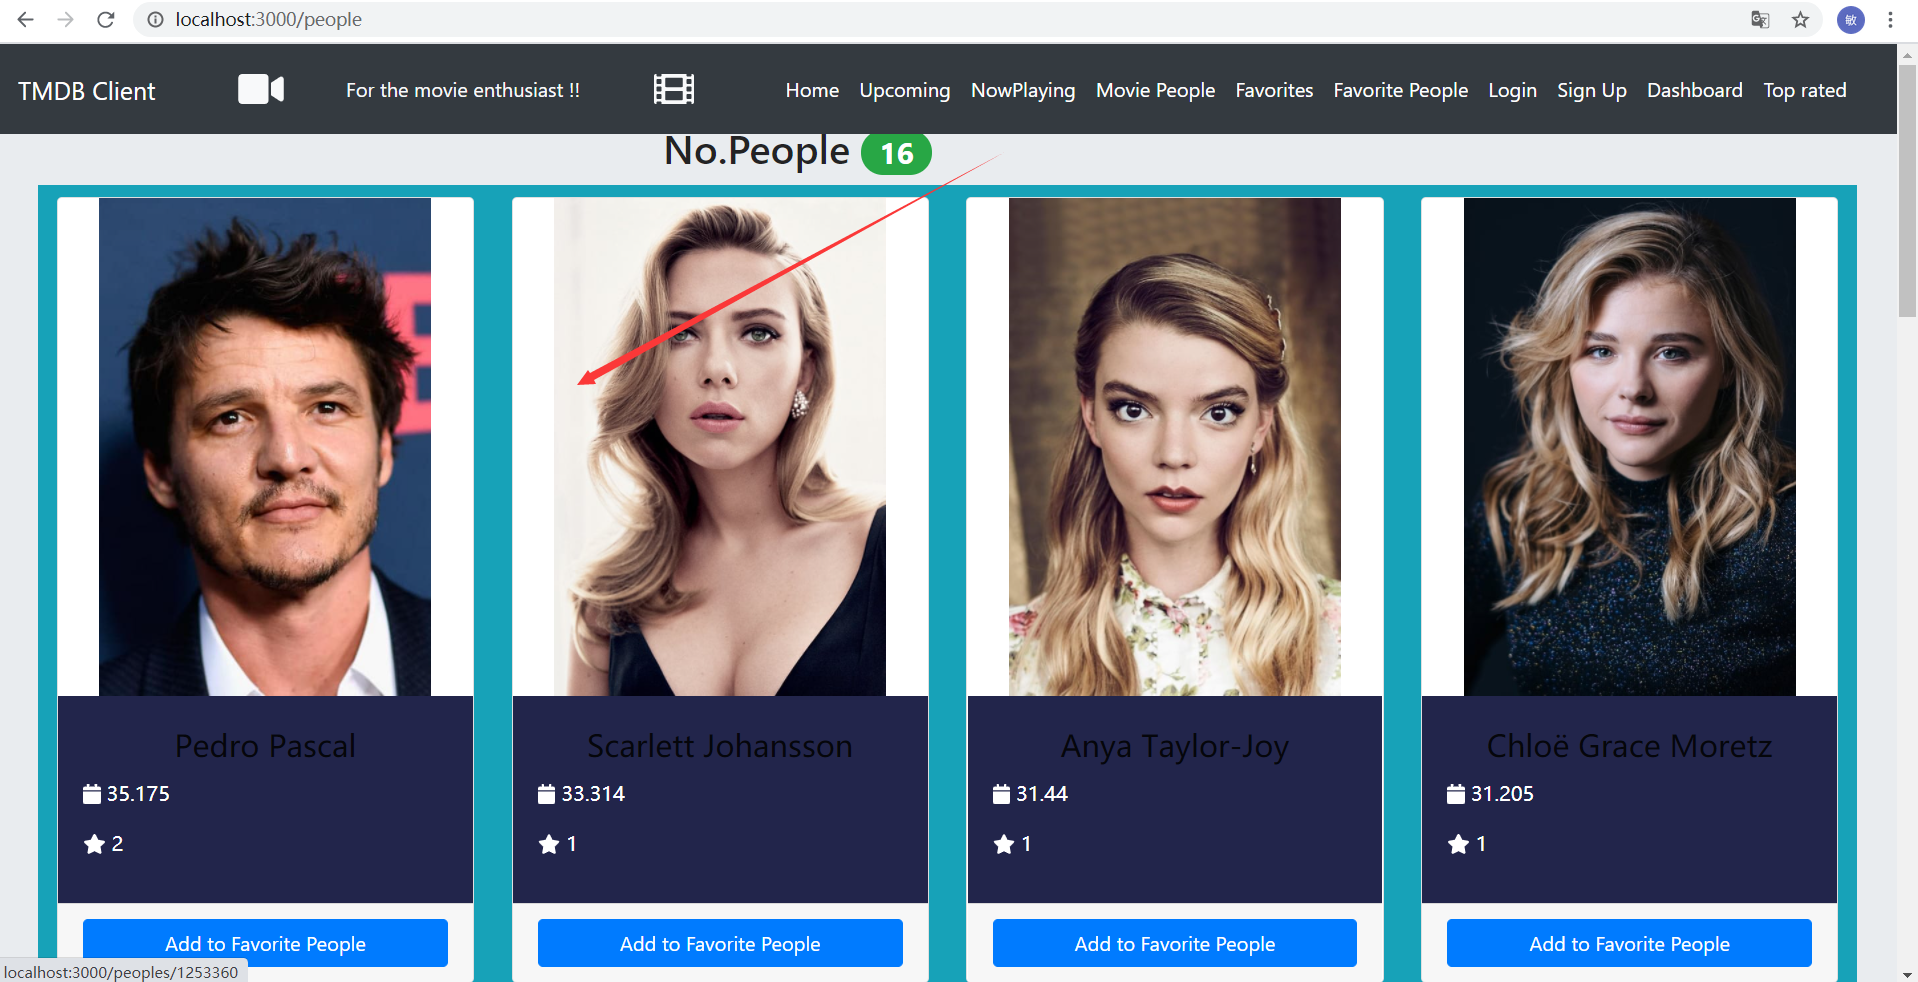 localhost:3000/people
敏
TMDB Client
For the movie enthusiast !!
Home Upcoming NowPlaying Movie People Favorites Favorite People Login Sign Up Dashboard Top rated
No.People 16
Pedro Pascal
35.175
2
Add to Favorite People
Scarlett Johansson
33.314
1
Add to Favorite People
Anya Taylor-Joy
31.44
1
Add to Favorite People
Chloë Grace Moretz
31.205
1
Add to Favorite People
localhost:3000/peoples/1253360